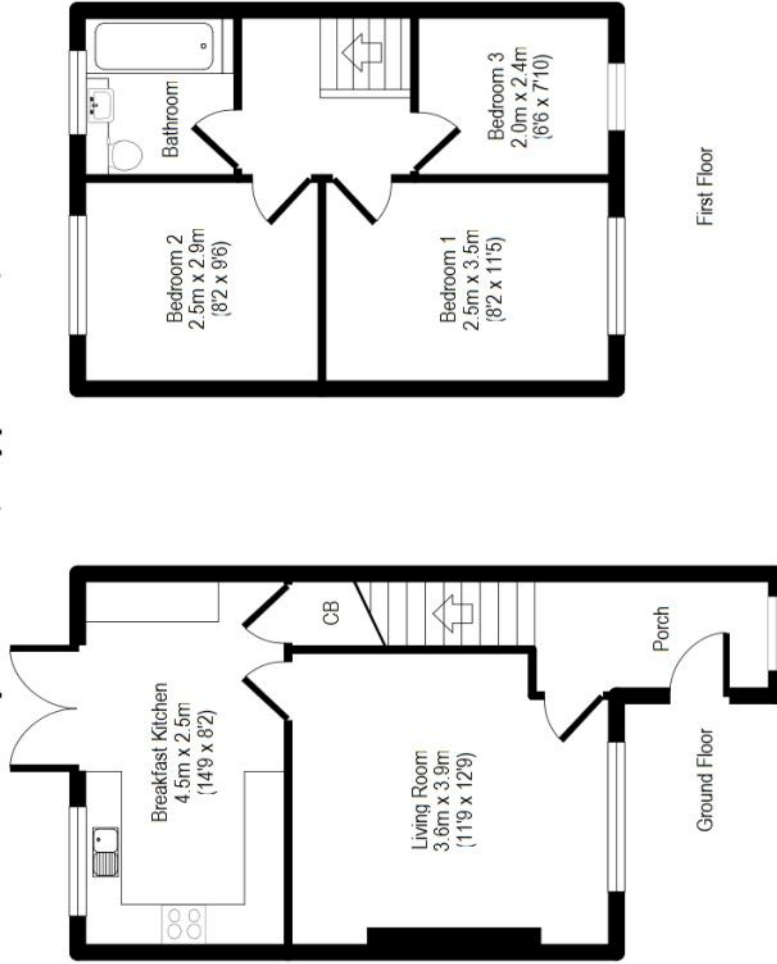 Breakfast Kitchen
4.5m x 2.5m
(14'9 x 8'2)
CB
Living Room
3.6m x 3.9m
(11'9 x 12'9)
Porch
Ground Floor
Bathroom
Bedroom 2
2.5m x 2.9m
(8'2 x 9'6)
Bedroom 3
2.0m x 2.4m
(6'6 x 7'10)
Bedroom 1
2.5m x 3.5m
(8'2 x 11'5)
First Floor